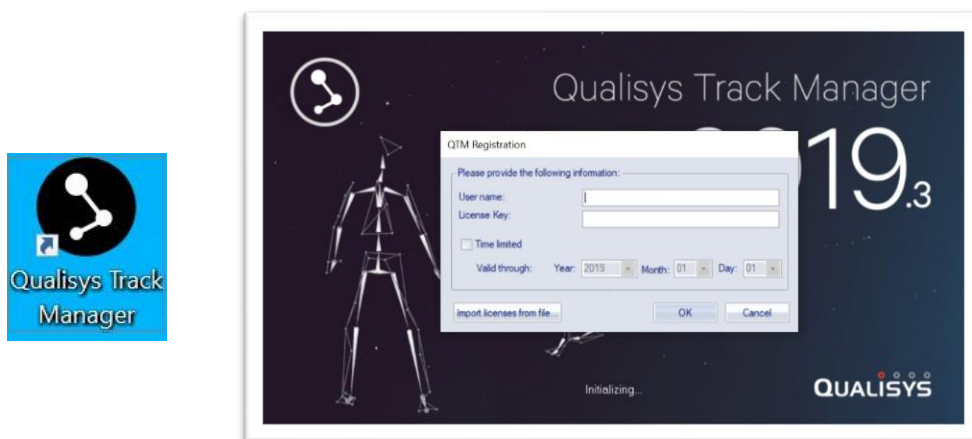 Qualisys Track
Manager
Qualisys Track Manager
19.3
QTM Registration
Please provide the following information:
User name:
License Key:
Time limited
Valid through: Year: 2019 Month: 01 Day: 01
Import licenses from file...
OK Cancel
Initializing...
QUALISYS